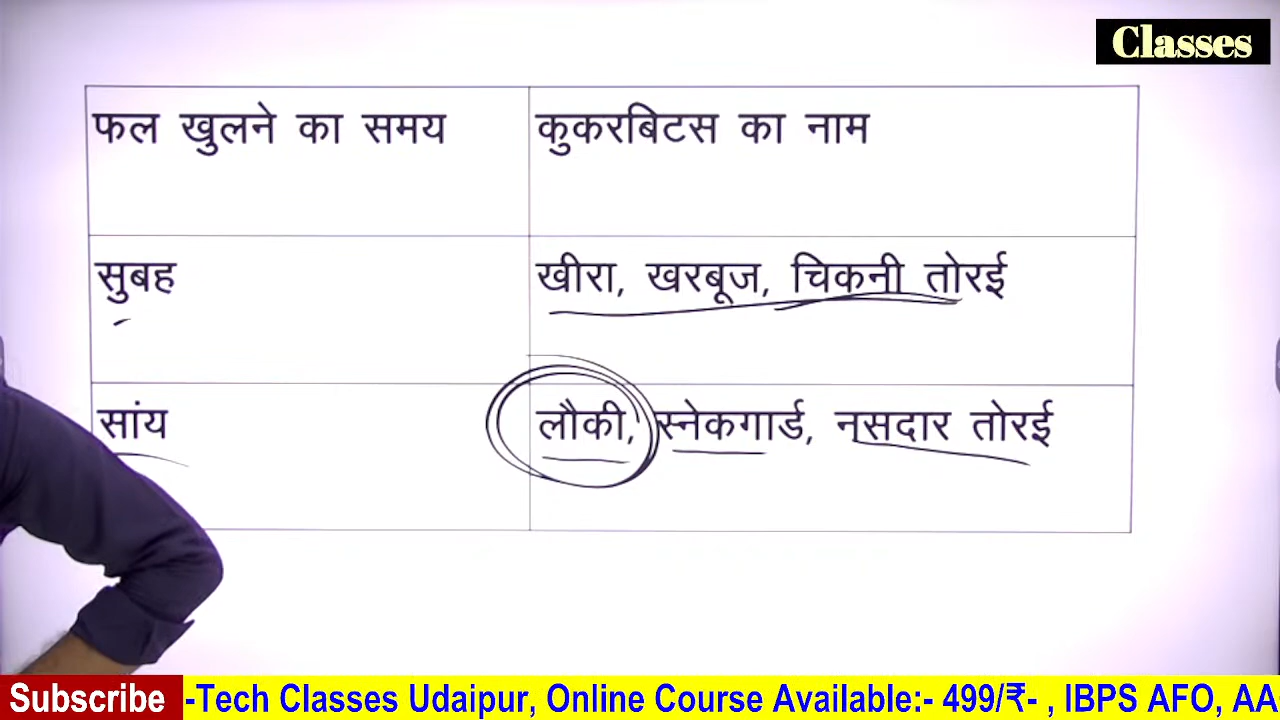 Classes
फल खुलने का समय
कुकरबिटस का नाम
सुबह
खीरा, खरबूज, चिकनी तोरई
सांय
लौकी, स्नेकगार्ड, नसदार तोरई
Subscribe -Tech Classes Udaipur, Online Course Available:- 499/₹- , IBPS AFO, AA